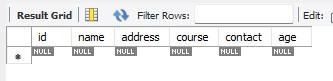 Result Grid Filter Rows: Edit:
id name address course contact age
* NULL NULL NULL NULL NULL NULL